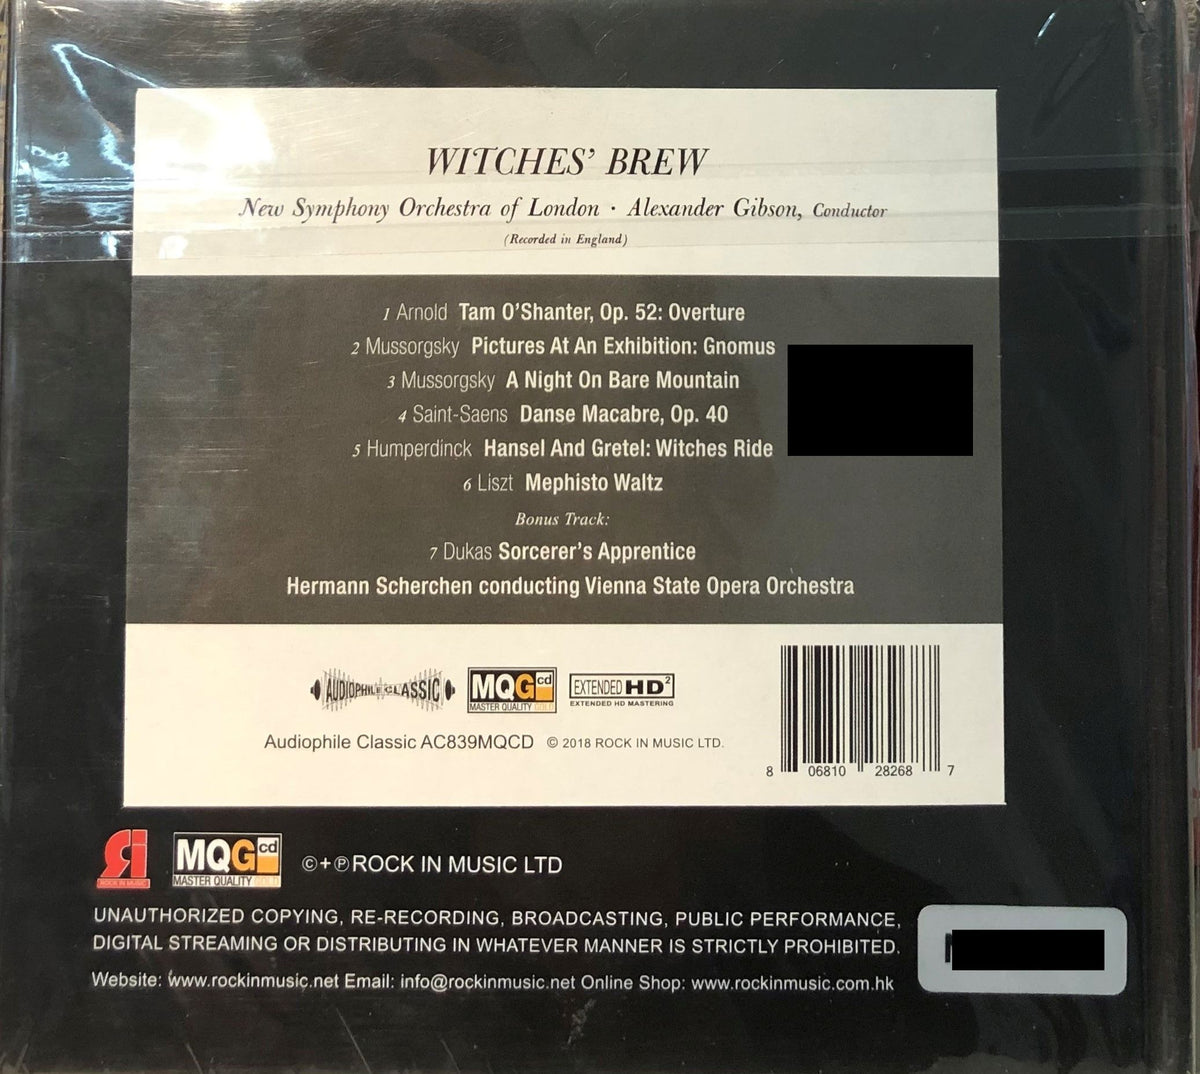 WITCHES' BREW
New Symphony Orchestra of London · Alexander Gibson, Conductor
(Recorded in England)
1 Arnold Tam O'Shanter, Op. 52: Overture
2 Mussorgsky Pictures At An Exhibition: Gnomus
3 Mussorgsky A Night On Bare Mountain
4 Saint-Saens Danse Macabre, Op. 40
5 Humperdinck Hansel And Gretel: Witches Ride
6 Liszt Mephisto Waltz
Bonus Track:
7 Dukas Sorcerer's Apprentice
Hermann Scherchen conducting Vienna State Opera Orchestra
AUDIOPHILE CLASSIC
MQGcd
MASTER QUALITY GOLD
EXTENDED HD2
EXTENDED HD MASTERING
Audiophile Classic AC839MQCD © 2018 ROCK IN MUSIC LTD.
8 06810 28268 7
ROCK IN MUSIC
MQGcd
MASTER QUALITY GOLD
©+℗ROCK IN MUSIC LTD
UNAUTHORIZED COPYING, RE-RECORDING, BROADCASTING, PUBLIC PERFORMANCE,
DIGITAL STREAMING OR DISTRIBUTING IN WHATEVER MANNER IS STRICTLY PROHIBITED.
Website: www.rockinmusic.net Email: info@rockinmusic.net Online Shop: www.rockinmusic.com.hk